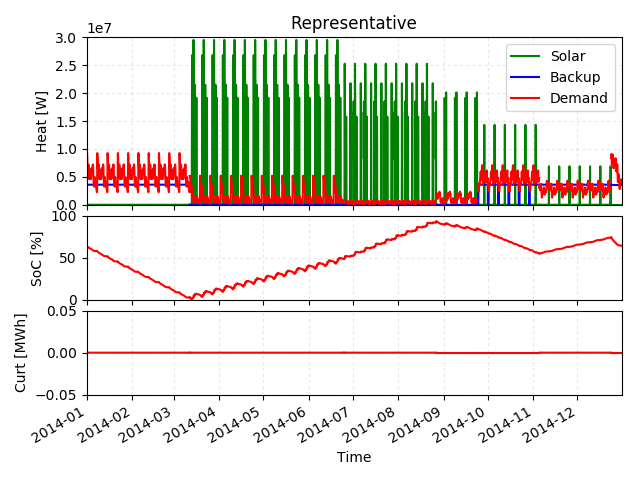 Representative
1e7
Heat [W]
3.0
2.5
2.0
1.5
1.0
0.5
0.0
Solar
Backup
Demand
SoC [%]
100
50
0
Curt [MWh]
0.05
0.00
−0.05
2014-01
2014-02
2014-03
2014-04
2014-05
2014-06
2014-07
2014-08
2014-09
2014-10
2014-11
2014-12
Time